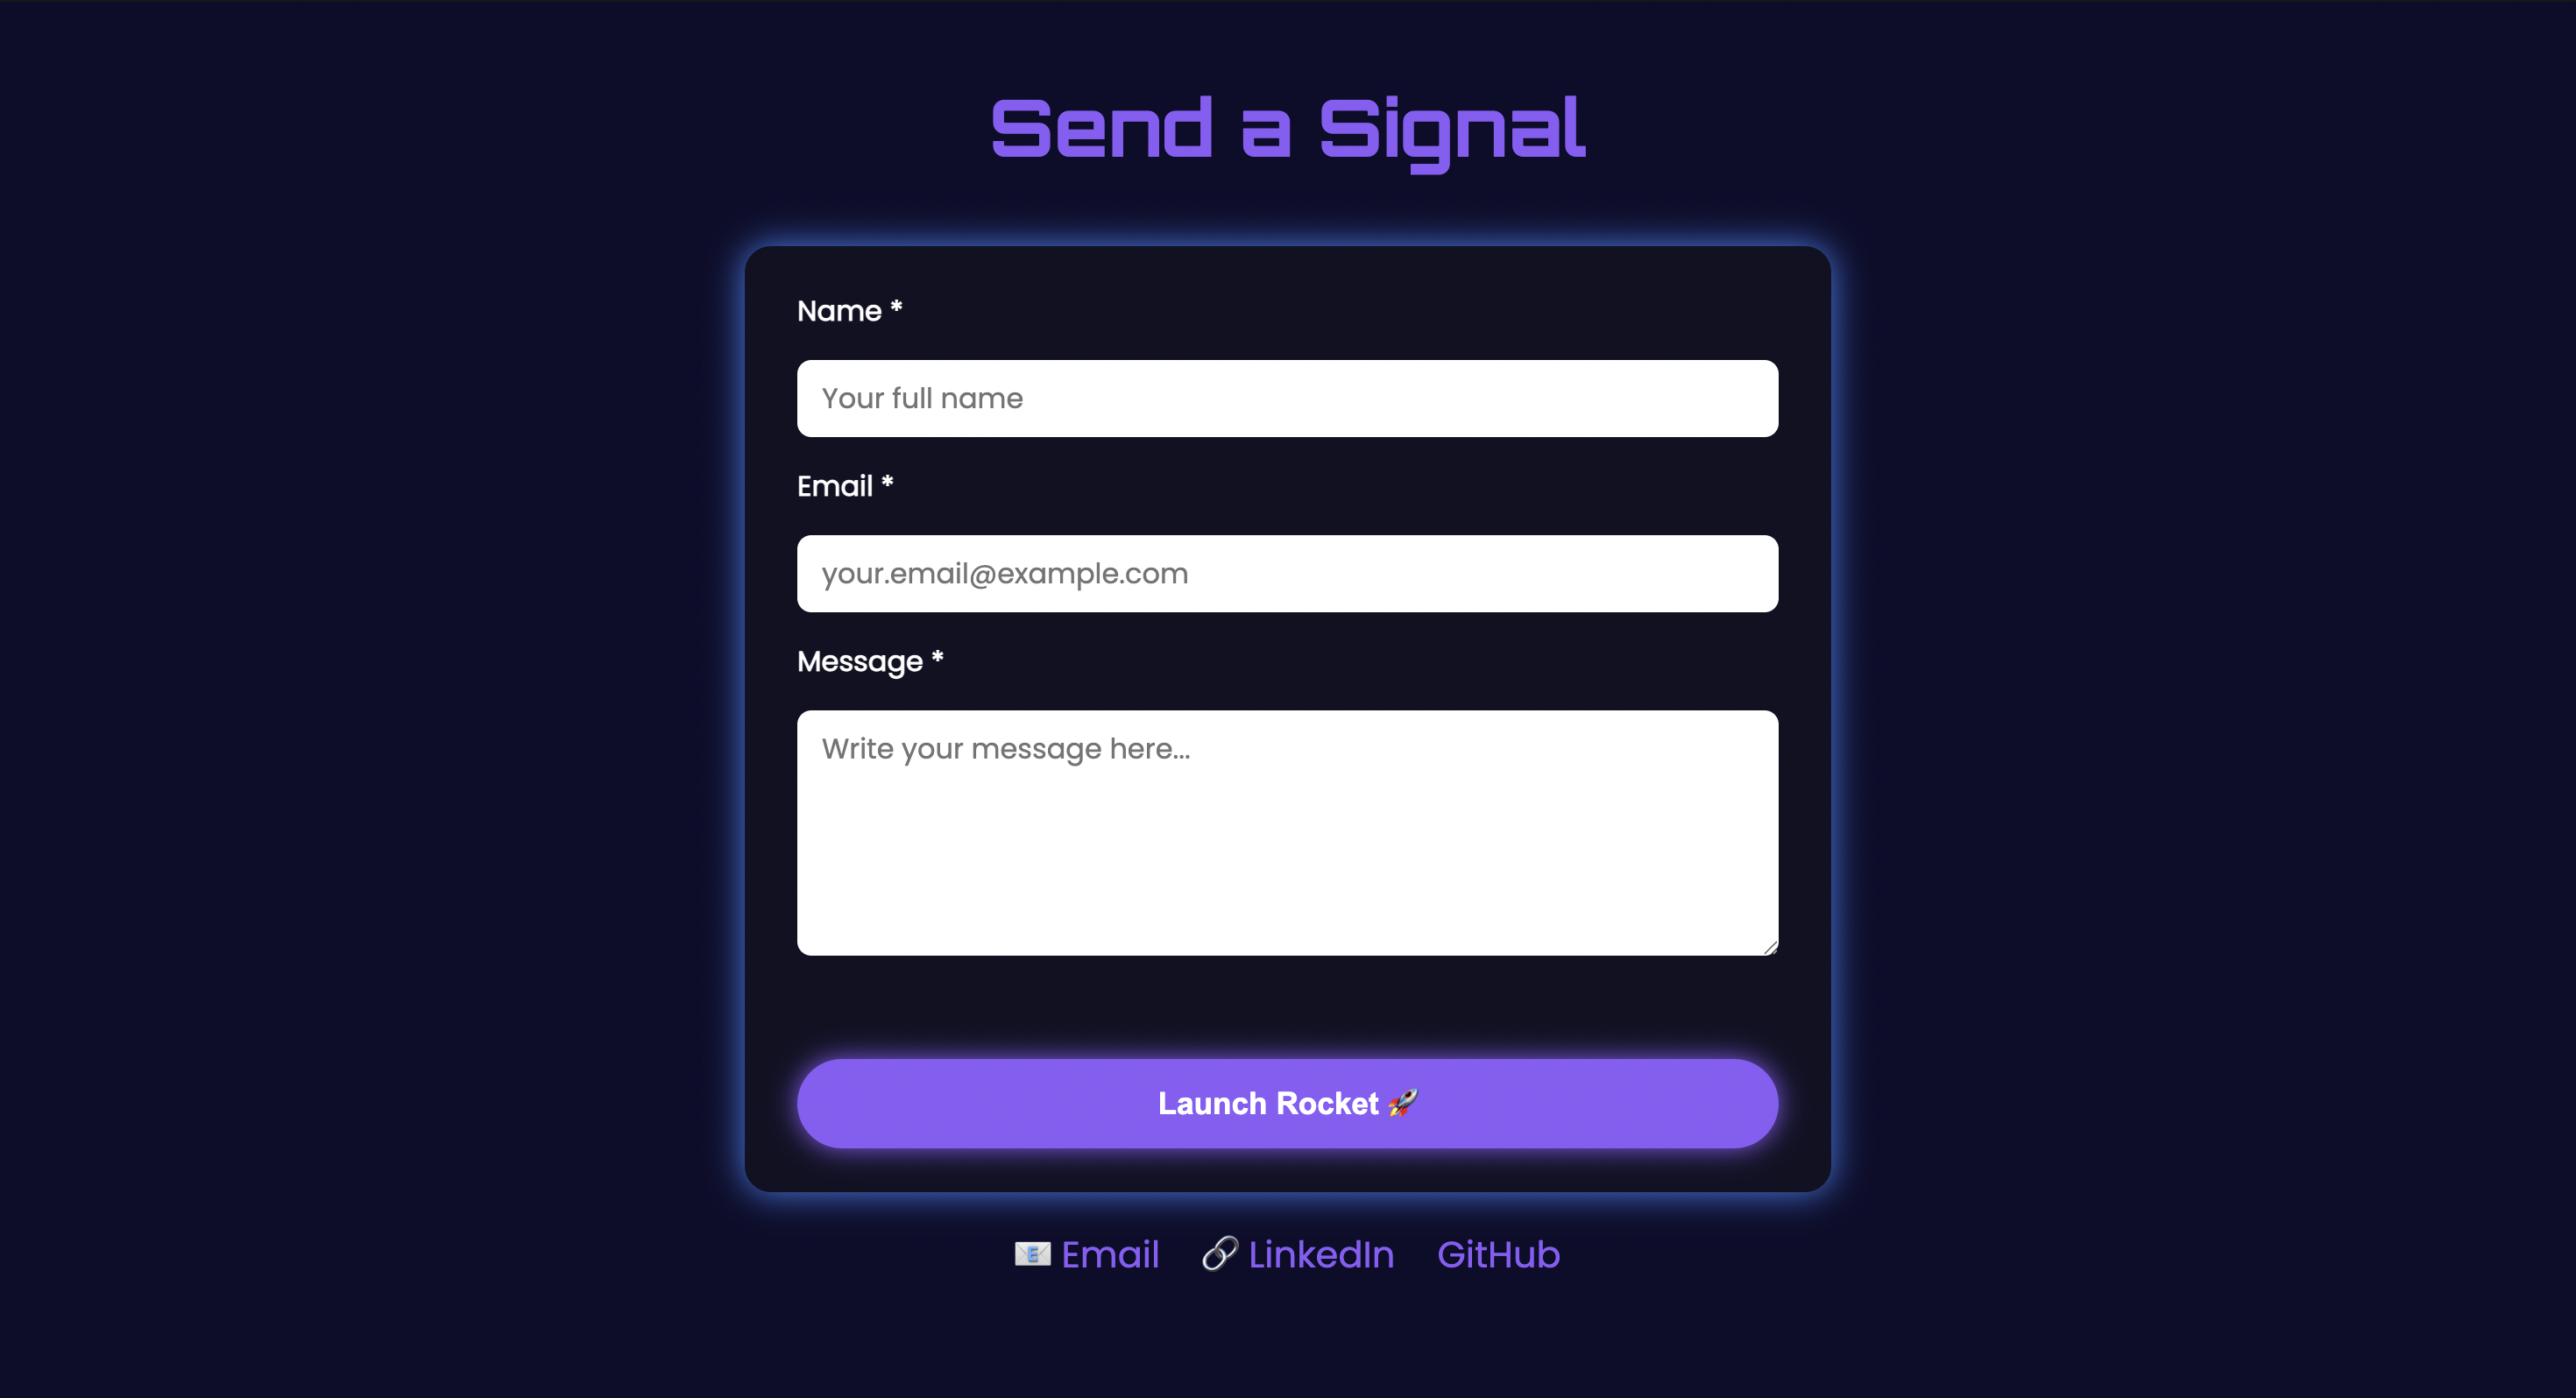 Send a Signal
Name *
Your full name
Email *
your.email@example.com
Message *
Write your message here...
Launch Rocket 🚀
📧 Email 🔗 LinkedIn GitHub